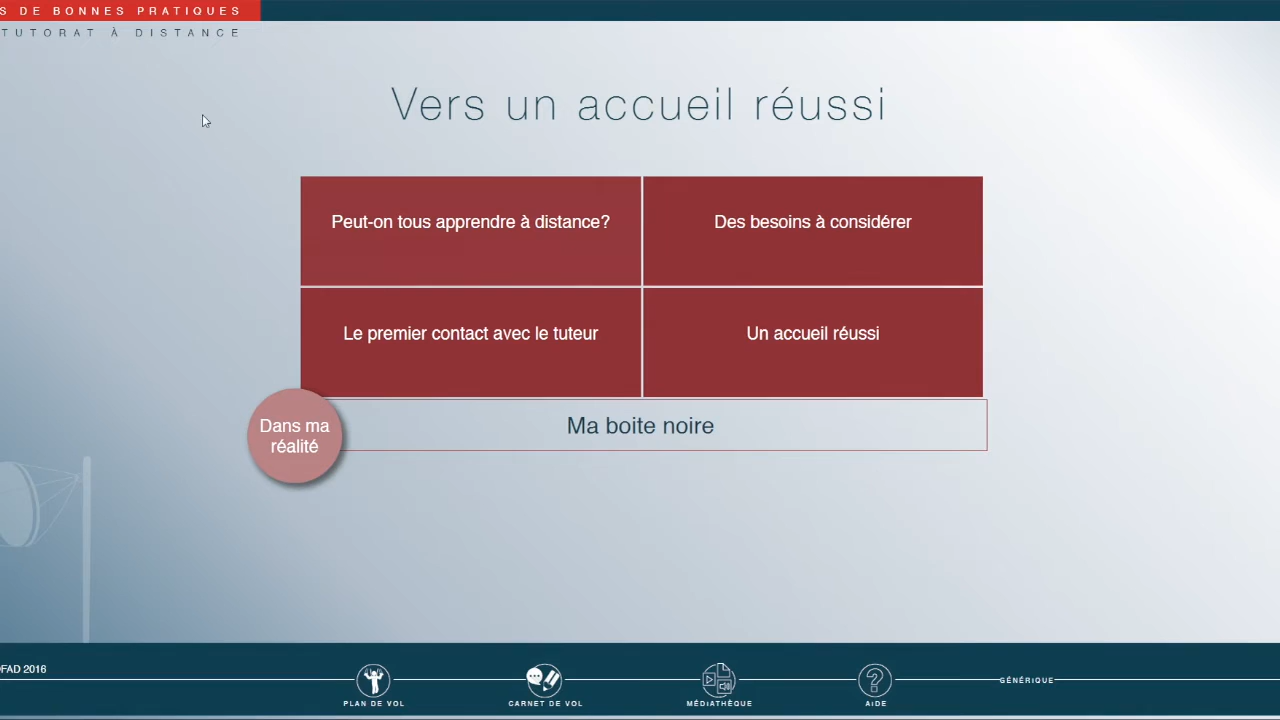 S DE BONNES PRATIQUES
TUTORAT À DISTANCE
Vers un accueil réussi
Peut-on tous apprendre à distance?
Des besoins à considérer
Le premier contact avec le tuteur
Un accueil réussi
Dans ma
réalité
Ma boite noire
FAD 2016
PLAN DE VOL
CARNET DE VOL
MÉDIATHÈQUE
AIDE
GÉNÉRIQUE